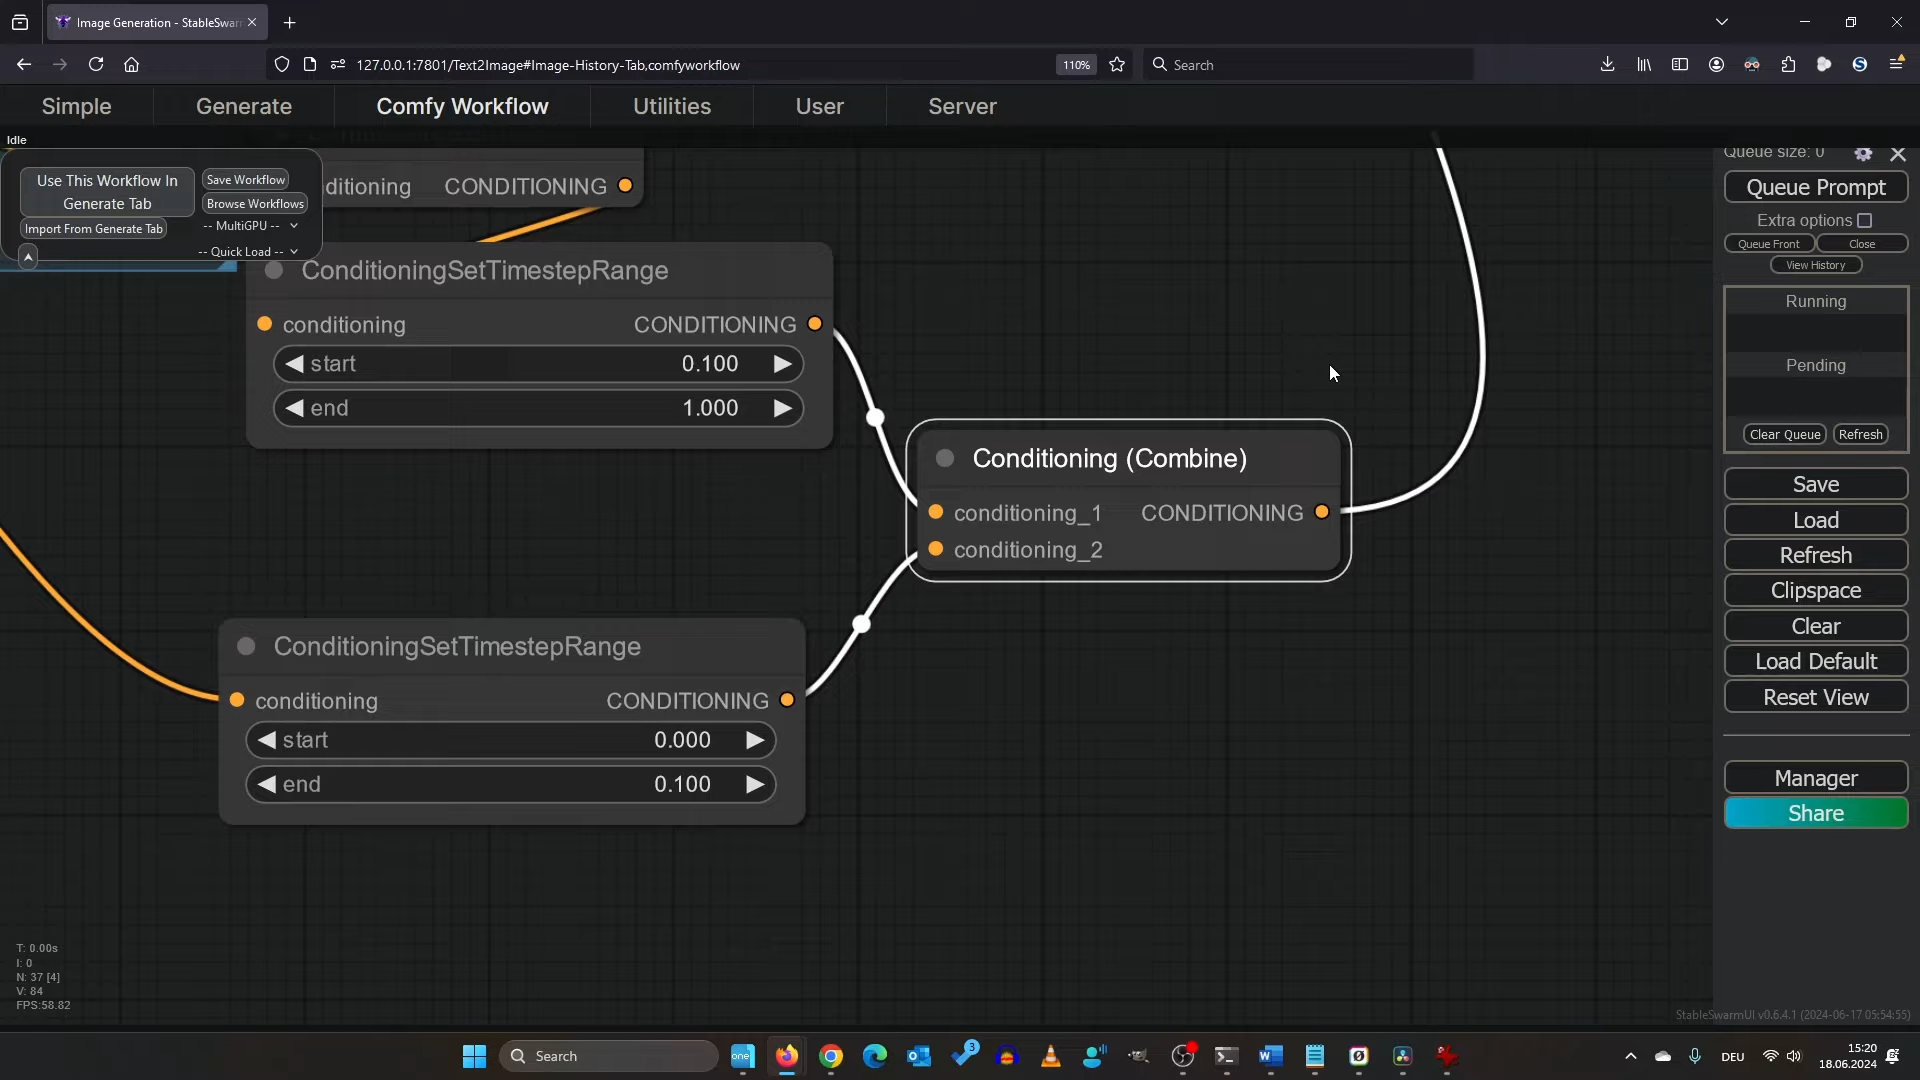 Image Generation - StableSwarm
127.0.0.1:7801/Text2Image#Image-History-Tab,comfyworkflow
110%
Search
Simple
Generate
Comfy Workflow
Utilities
User
Server
Idle
Use This Workflow In
Generate Tab
Save Workflow
Browse Workflows
Import From Generate Tab
-- MultiGPU --
-- Quick Load --
ditioning
CONDITIONING
ConditioningSetTimestepRange
conditioning
CONDITIONING
start
0.100
end
1.000
Conditioning (Combine)
conditioning_1
CONDITIONING
conditioning_2
ConditioningSetTimestepRange
conditioning
CONDITIONING
start
0.000
end
0.100
Queue size: 0
Queue Prompt
Extra options
Queue Front
Close
View History
Running
Pending
Clear Queue
Refresh
Save
Load
Refresh
Clipspace
Clear
Load Default
Reset View
Manager
Share
T: 0.00s
I: 0
N: 37 [4]
V: 84
FPS:58.82
StableSwarmUI v0.6.4.1 (2024-06-17 05:54:55)
Search
one
3
DEU
15:20
18.06.2024